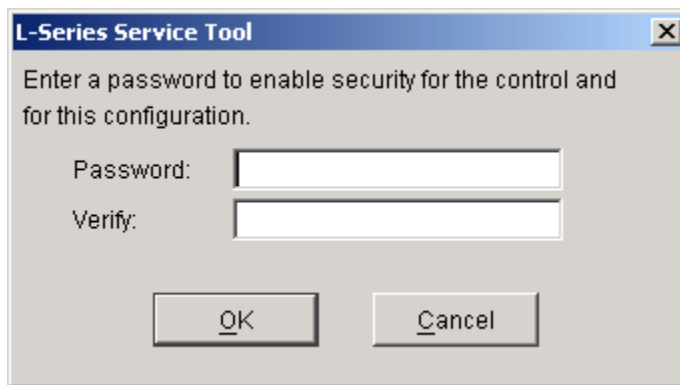 L-Series Service Tool
Enter a password to enable security for the control and
for this configuration.
Password:
Verify:
OK
Cancel